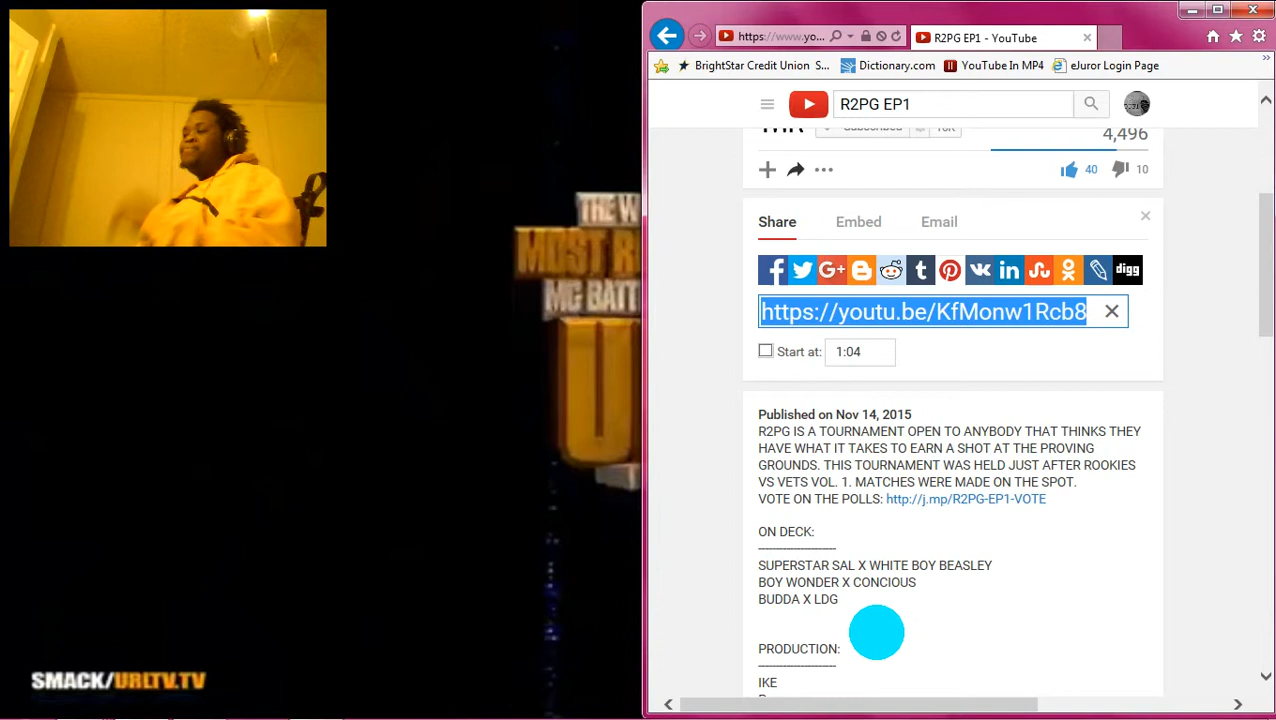 THE W
MOST R
MC BATT
U
SMACK/URLTV.TV
https://www.yo...
R2PG EP1 - YouTube
BrightStar Credit Union S...
Dictionary.com
YouTube In MP4
eJuror Login Page
R2PG EP1
4,496
40
10
Share
Embed
Email
digg
https://youtu.be/KfMonw1Rcb8
Start at:
1:04
Published on Nov 14, 2015
R2PG IS A TOURNAMENT OPEN TO ANYBODY THAT THINKS THEY
HAVE WHAT IT TAKES TO EARN A SHOT AT THE PROVING
GROUNDS. THIS TOURNAMENT WAS HELD JUST AFTER ROOKIES
VS VETS VOL. 1. MATCHES WERE MADE ON THE SPOT.
VOTE ON THE POLLS: http://j.mp/R2PG-EP1-VOTE
ON DECK:
----------------------
SUPERSTAR SAL X WHITE BOY BEASLEY
BOY WONDER X CONCIOUS
BUDDA X LDG
PRODUCTION:
----------------------
IKE